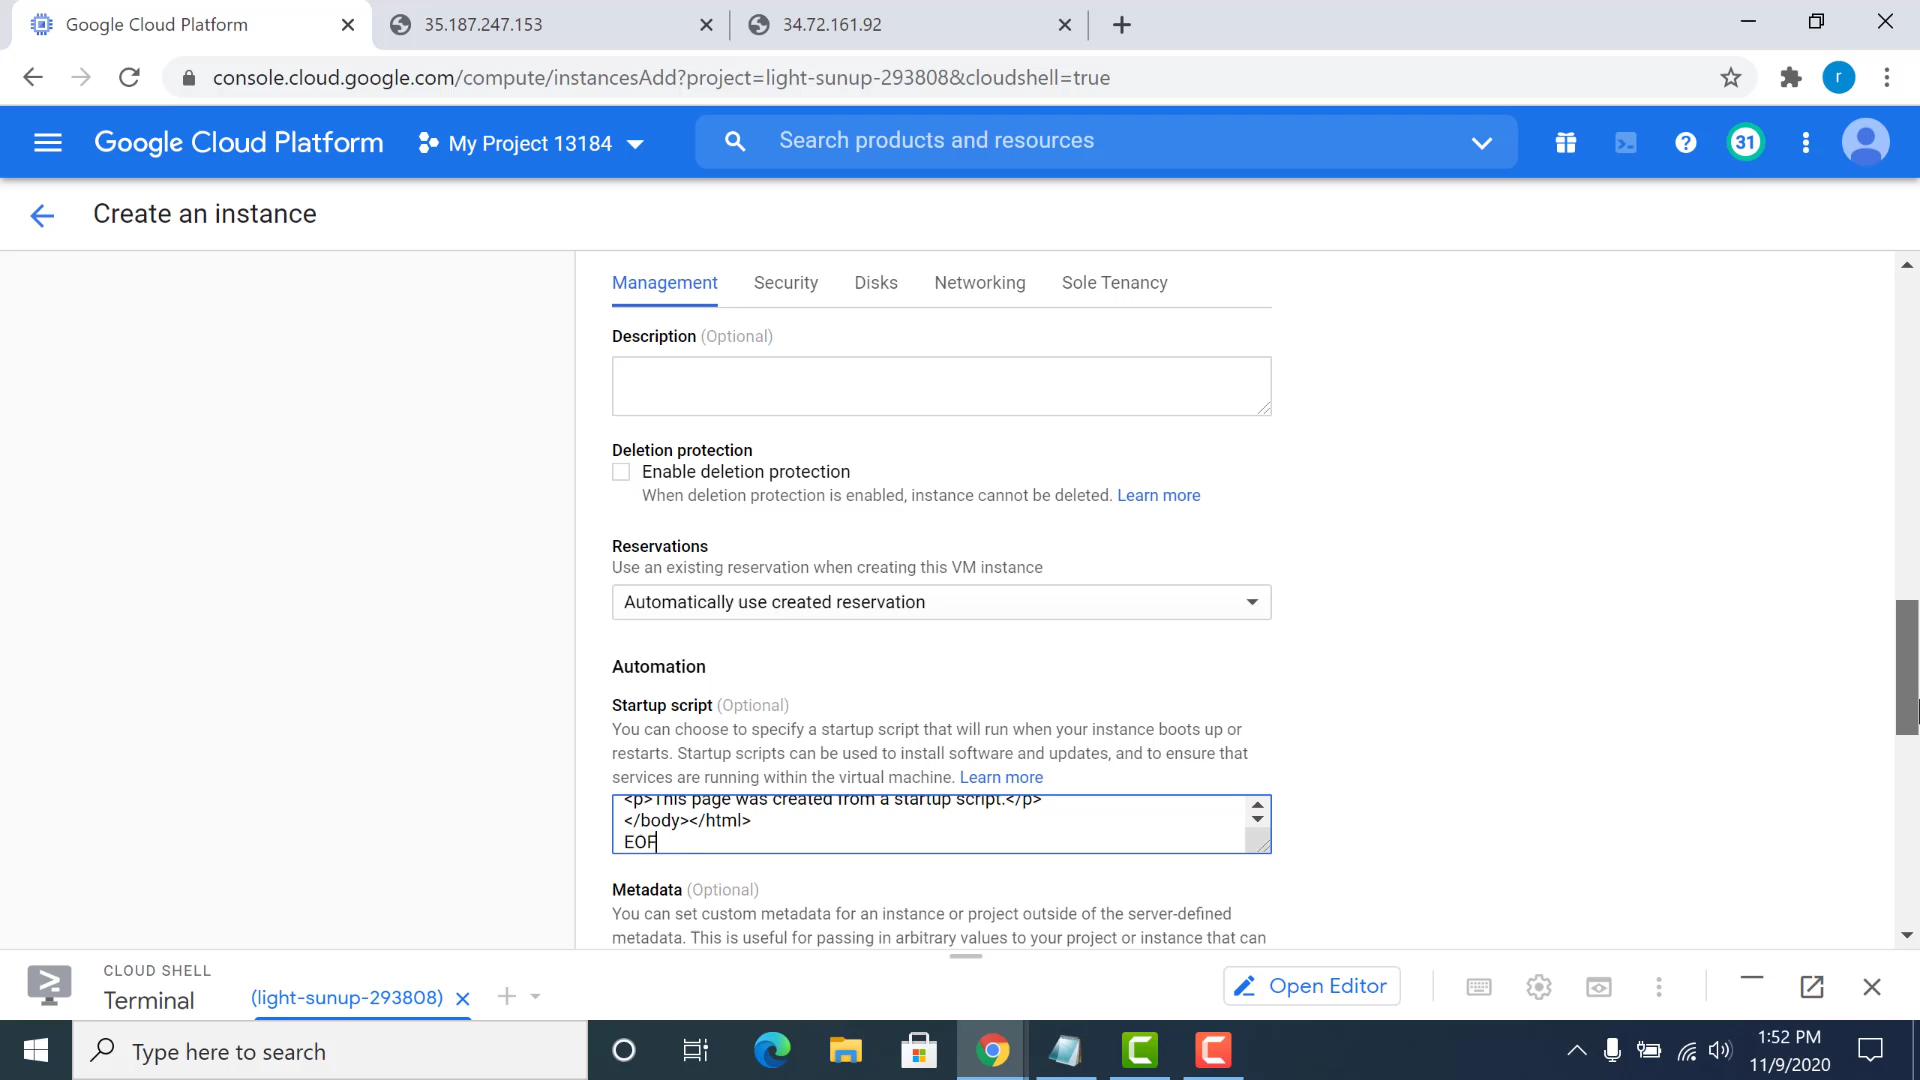 Google Cloud Platform
35.187.247.153
34.72.161.92
console.cloud.google.com/compute/instancesAdd?project=light-sunup-293808&cloudshell=true
r
Google Cloud Platform
My Project 13184
Search products and resources
31
Create an instance
Management
Security
Disks
Networking
Sole Tenancy
Description (Optional)
Deletion protection
Enable deletion protection
When deletion protection is enabled, instance cannot be deleted. Learn more
Reservations
Use an existing reservation when creating this VM instance
Automatically use created reservation
Automation
Startup script (Optional)
You can choose to specify a startup script that will run when your instance boots up or
restarts. Startup scripts can be used to install software and updates, and to ensure that
services are running within the virtual machine. Learn more
<p>This page was created from a startup script.</p>
</body></html>
EOF
Metadata (Optional)
You can set custom metadata for an instance or project outside of the server-defined
metadata. This is useful for passing in arbitrary values to your project or instance that can
CLOUD SHELL
Terminal
(light-sunup-293808)
Open Editor
Type here to search
1:52 PM
11/9/2020